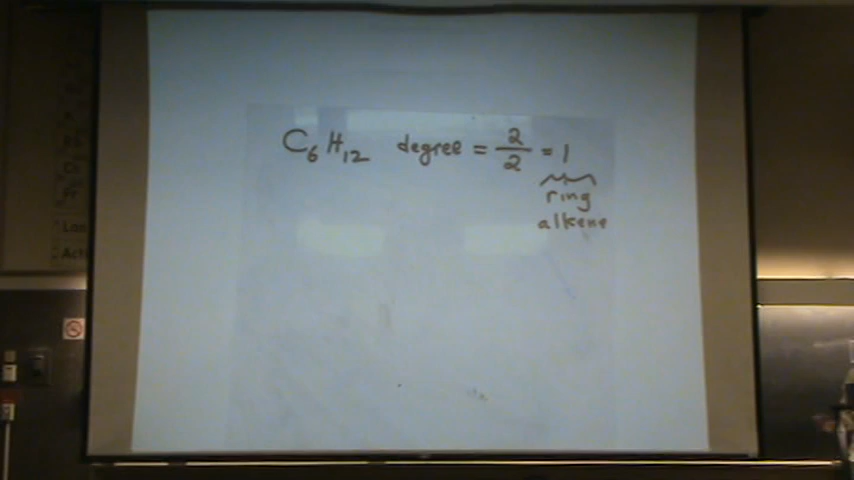 C₆H₁₂ degree = 2/2 = 1
ring
alkene